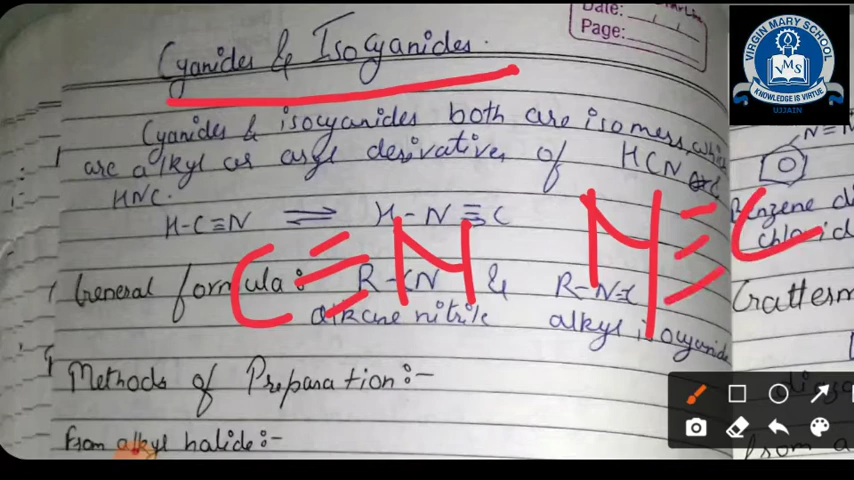 Date:
Page:
Cyanides & Isocyanides.
Cyanides & isocyanides both are isomers, which
are alkyl or aryl derivatives of HCN or
HNC.
H-C≡N ⇌ H-N≡C
General formula: R-CN & R-N≡C
alkane nitrile alkyl isocyanide
C≡N N≡C
Methods of Preparation:-
from alkyl halide:-
VIRGIN MARY SCHOOL
VMS
KNOWLEDGE IS VIRTUE
UJJAIN
N≡N
Benzene di
chlorid
from a